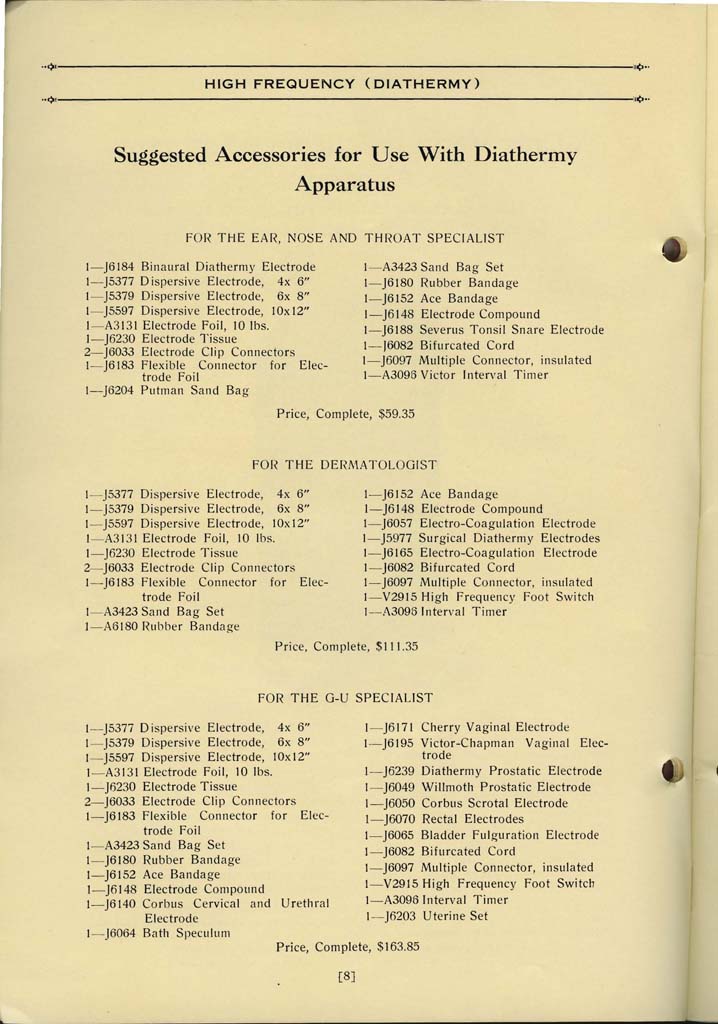 HIGH FREQUENCY (DIATHERMY)
Suggested Accessories for Use With Diathermy
Apparatus
FOR THE EAR, NOSE AND THROAT SPECIALIST
1—J6184 Binaural Diathermy Electrode
1—J5377 Dispersive Electrode, 4x 6"
1—J5379 Dispersive Electrode, 6x 8"
1—J5597 Dispersive Electrode, 10x12"
1—A3131 Electrode Foil, 10 lbs.
1—J6230 Electrode Tissue
2—J6033 Electrode Clip Connectors
1—J6183 Flexible Connector for Elec-
trode Foil
1—J6204 Putman Sand Bag
1—A3423 Sand Bag Set
1—J6180 Rubber Bandage
1—J6152 Ace Bandage
1—J6148 Electrode Compound
1—J6188 Severus Tonsil Snare Electrode
1—J6082 Bifurcated Cord
1—J6097 Multiple Connector, insulated
1—A3096 Victor Interval Timer
Price, Complete, $59.35
FOR THE DERMATOLOGIST
1—J5377 Dispersive Electrode, 4x 6"
1—J5379 Dispersive Electrode, 6x 8"
1—J5597 Dispersive Electrode, 10x12"
1—A3131 Electrode Foil, 10 lbs.
1—J6230 Electrode Tissue
2—J6033 Electrode Clip Connectors
1—J6183 Flexible Connector for Elec-
trode Foil
1—A3423 Sand Bag Set
1—A6180 Rubber Bandage
1—J6152 Ace Bandage
1—J6148 Electrode Compound
1—J6057 Electro-Coagulation Electrode
1—J5977 Surgical Diathermy Electrodes
1—J6165 Electro-Coagulation Electrode
1—J6082 Bifurcated Cord
1—J6097 Multiple Connector, insulated
1—V2915 High Frequency Foot Switch
1—A3096 Interval Timer
Price, Complete, $111.35
FOR THE G-U SPECIALIST
1—J5377 Dispersive Electrode, 4x 6"
1—J5379 Dispersive Electrode, 6x 8"
1—J5597 Dispersive Electrode, 10x12"
1—A3131 Electrode Foil, 10 lbs.
1—J6230 Electrode Tissue
2—J6033 Electrode Clip Connectors
1—J6183 Flexible Connector for Elec-
trode Foil
1—A3423 Sand Bag Set
1—J6180 Rubber Bandage
1—J6152 Ace Bandage
1—J6148 Electrode Compound
1—J6140 Corbus Cervical and Urethral
Electrode
1—J6064 Bath Speculum
1—J6171 Cherry Vaginal Electrode
1—J6195 Victor-Chapman Vaginal Elec-
trode
1—J6239 Diathermy Prostatic Electrode
1—J6049 Willmoth Prostatic Electrode
1—J6050 Corbus Scrotal Electrode
1—J6070 Rectal Electrodes
1—J6065 Bladder Fulguration Electrode
1—J6082 Bifurcated Cord
1—J6097 Multiple Connector, insulated
1—V2915 High Frequency Foot Switch
1—A3096 Interval Timer
1—J6203 Uterine Set
Price, Complete, $163.85
[8]